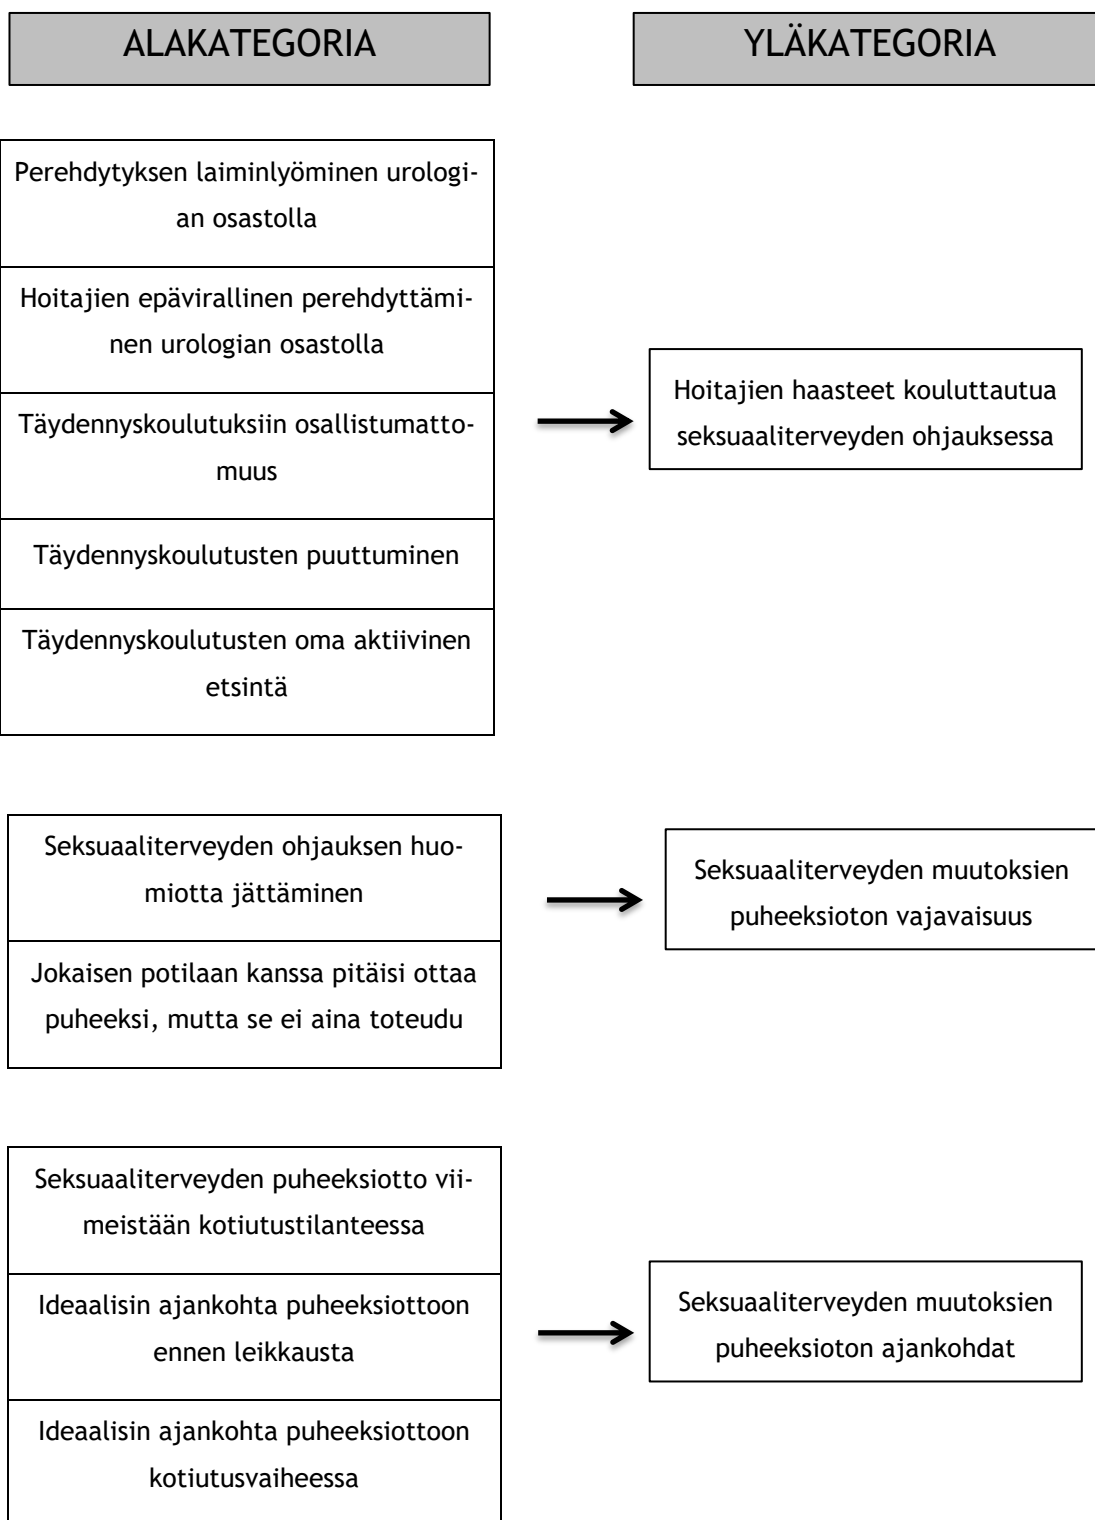 ALAKATEGORIA
YLÄKATEGORIA
Perehdytyksen laiminlyöminen urologi-
an osastolla
Hoitajien epävirallinen perehdyttämi-
nen urologian osastolla
Täydennyskoulutuksiin osallistumatto-
muus
Täydennyskoulutusten puuttuminen
Täydennyskoulutusten oma aktiivinen
etsintä
Hoitajien haasteet kouluttautua
seksuaaliterveyden ohjauksessa
Seksuaaliterveyden ohjauksen huo-
miotta jättäminen
Jokaisen potilaan kanssa pitäisi ottaa
puheeksi, mutta se ei aina toteudu
Seksuaaliterveyden muutoksien
puheeksioton vajavaisuus
Seksuaaliterveyden puheeksiotto vii-
meistään kotiutustilanteessa
Ideaalisin ajankohta puheeksiottoon
ennen leikkausta
Ideaalisin ajankohta puheeksiottoon
kotiutusvaiheessa
Seksuaaliterveyden muutoksien
puheeksioton ajankohdat